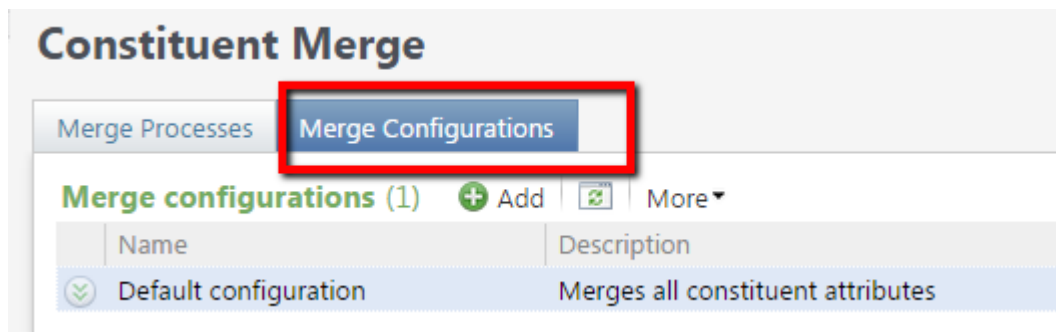 Constituent Merge
Merge Processes Merge Configurations
Merge configurations (1) Add More
Name Description
Default configuration Merges all constituent attributes